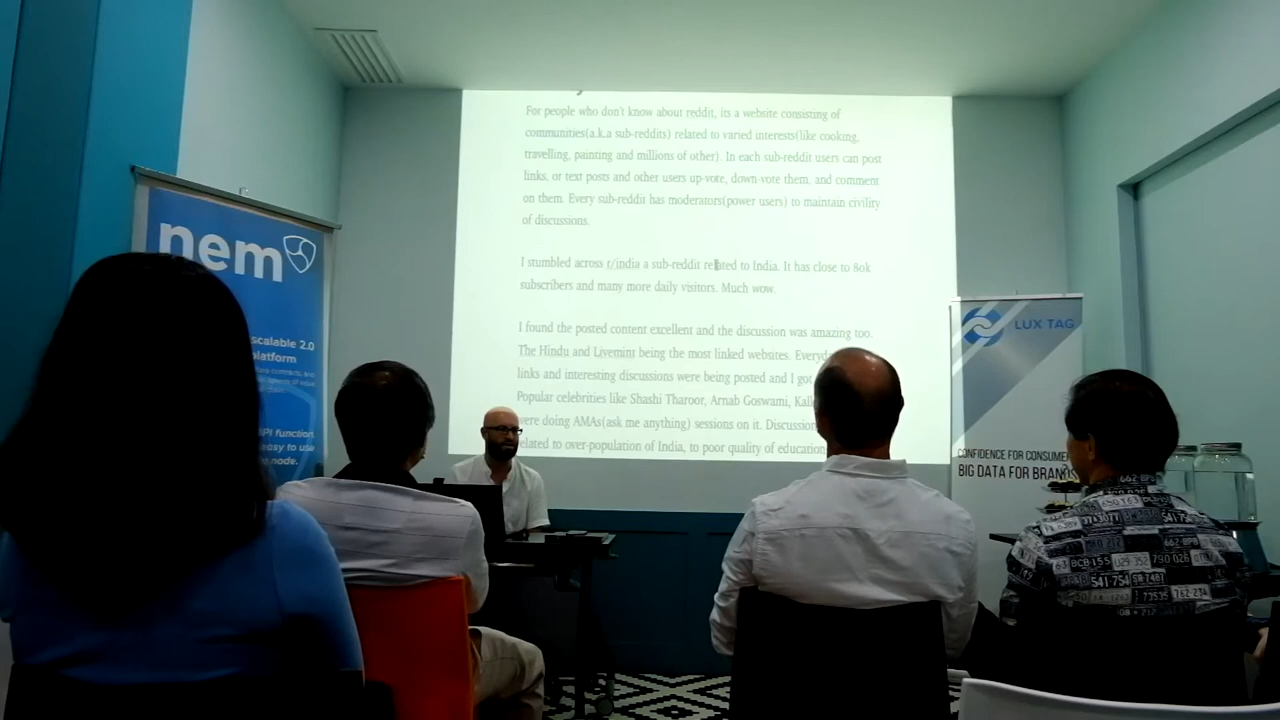 For people who don't know about reddit, its a website consisting of
communities(a.k.a sub-reddits) related to varied interests(like cooking,
travelling, painting and millions of other). In each sub-reddit users can post
links, or text posts and other users up-vote, down-vote them, and comment
on them. Every sub-reddit has moderators(power users) to maintain civility
of discussions.
I stumbled across r/india a sub-reddit related to India. It has close to 80k
subscribers and many more daily visitors. Much wow.
I found the posted content excellent and the discussion was amazing too.
The Hindu and Livemint being the most linked websites.
links and interesting discussions were being posted and I got
Popular celebrities like Shashi Tharoor, Arnab Goswami,
were doing AMAs(ask me anything) sessions on it.
related to over-population of India, to poor quality of education
nem
scalable 2.0
platform
API function
easy to use
node.
LUX TAG
CONFIDENCE FOR
BIG DATA FOR BRANDS